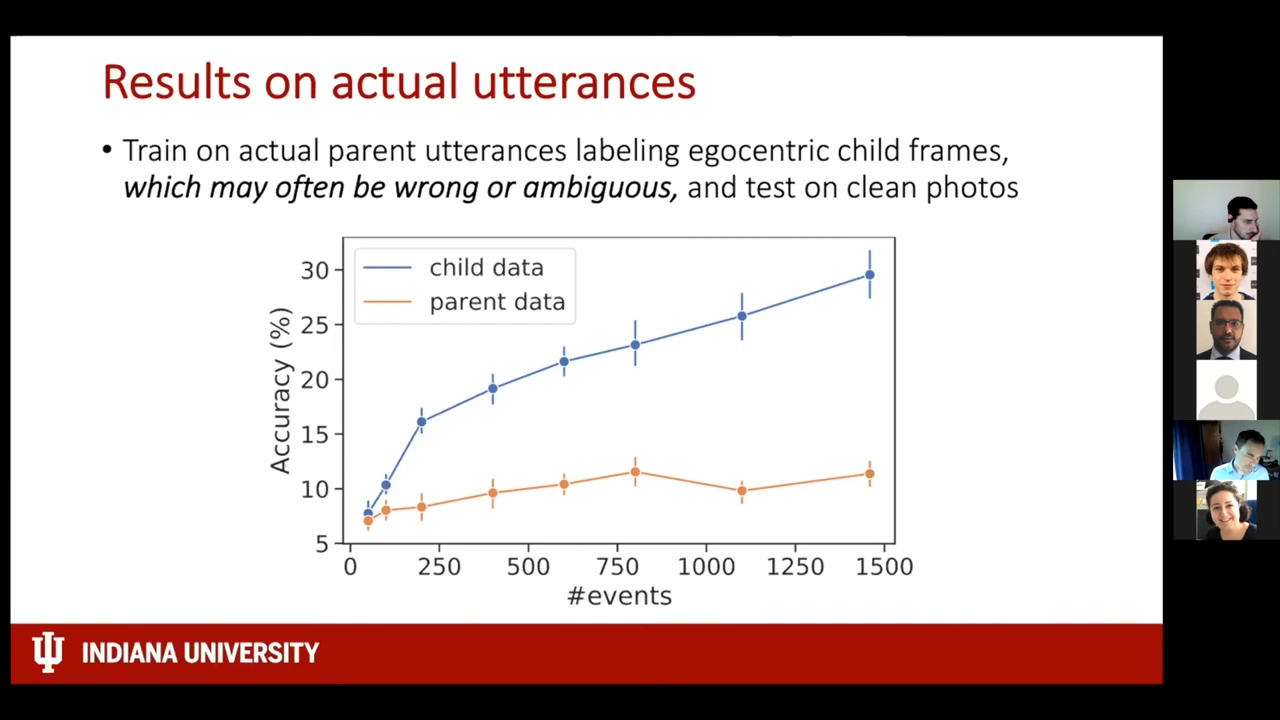 Results on actual utterances
• Train on actual parent utterances labeling egocentric child frames,
which may often be wrong or ambiguous, and test on clean photos
child data
parent data
Accuracy (%)
30
25
20
15
10
5
0 250 500 750 1000 1250 1500
#events
INDIANA UNIVERSITY